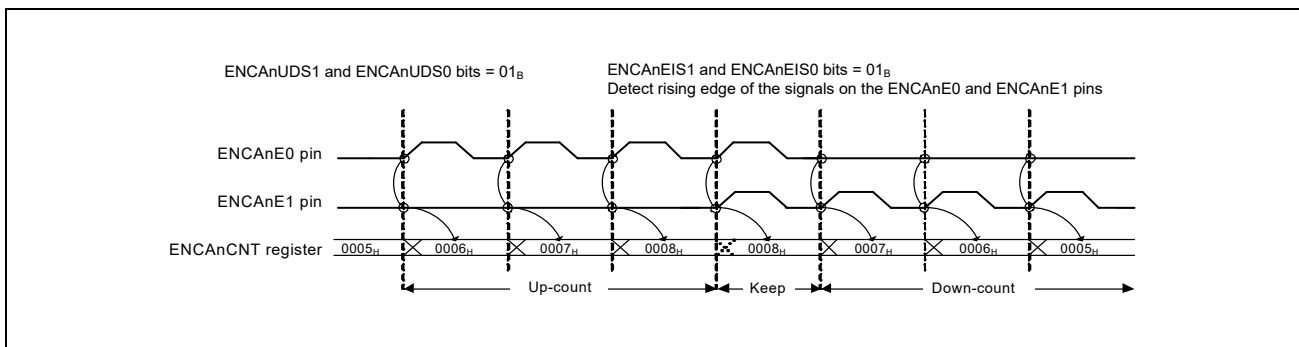 ENCAnUDS1 and ENCAnUDS0 bits = 01B
ENCAnEIS1 and ENCAnEIS0 bits = 01B
Detect rising edge of the signals on the ENCAnE0 and ENCAnE1 pins
ENCAnE0 pin
ENCAnE1 pin
ENCAnCNT register 0005H 0006H 0007H 0008H 0008H 0007H 0006H 0005H
Up-count Keep Down-count